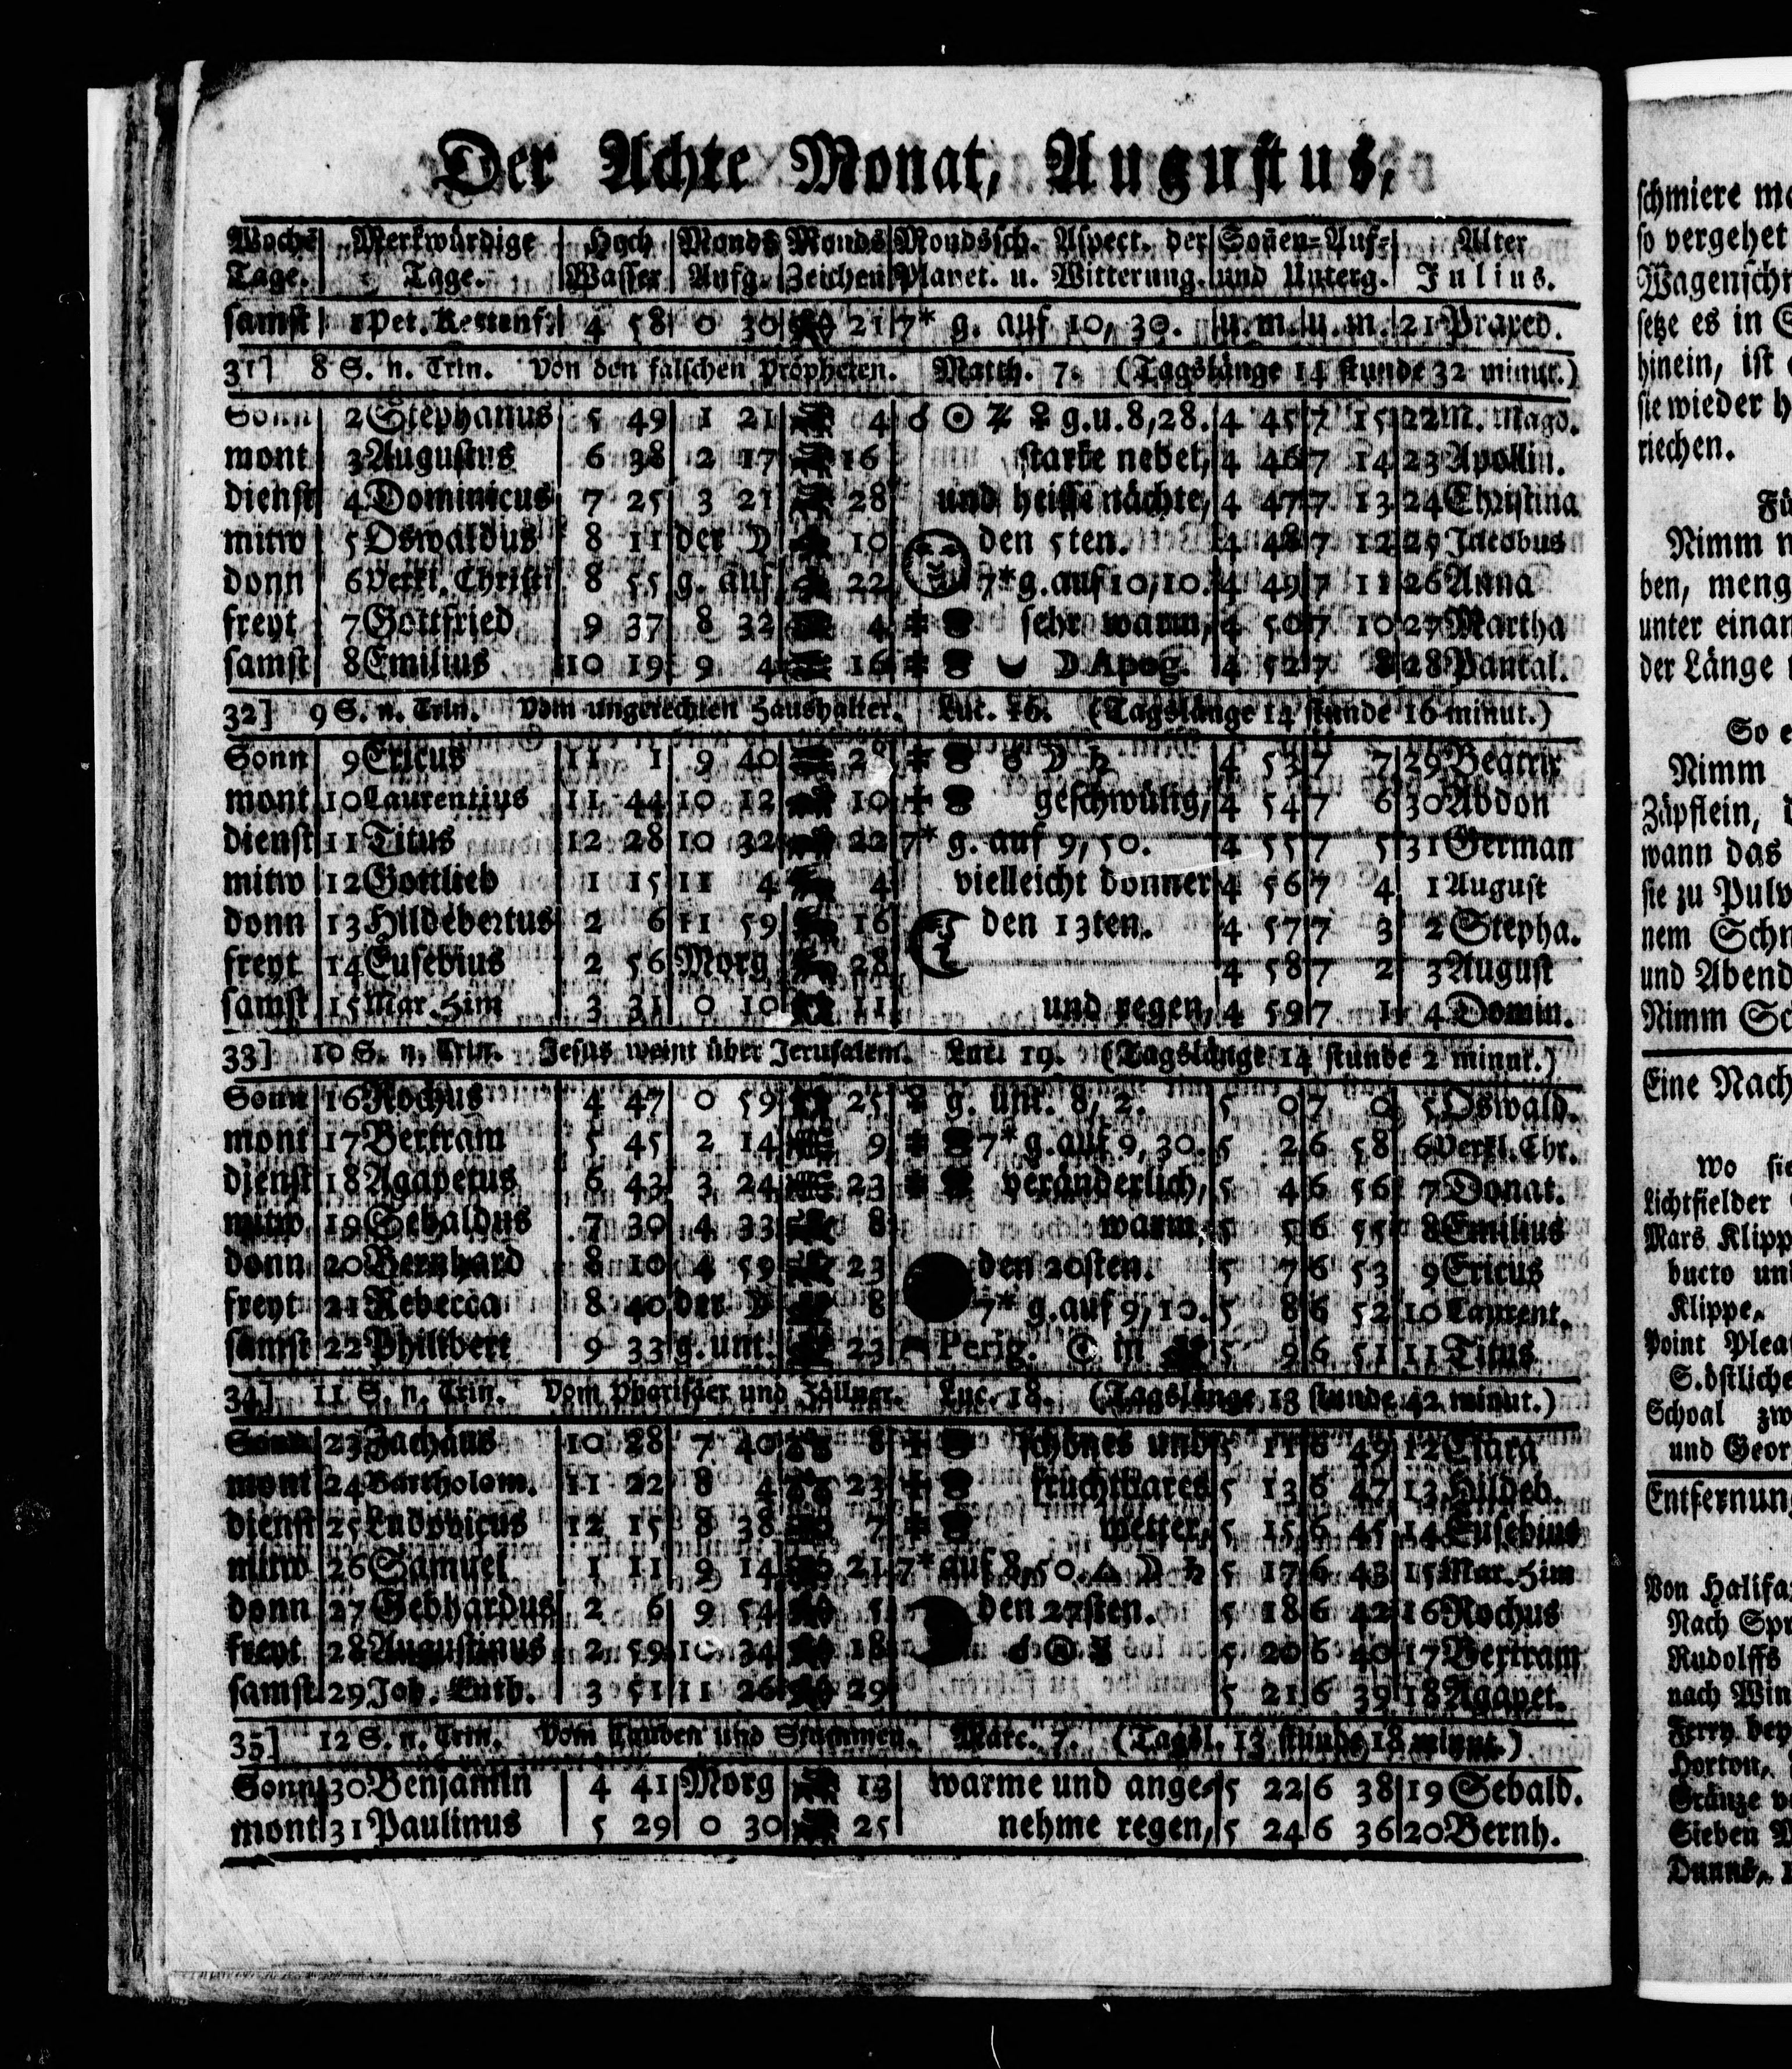 Der Achte Monat, Augustus,
Woche Merkwürdige Hoch Monds Monds Mondsch. Aspect. der Soñen-Auf- Alter
Tage. Tage. Wasser Aufg. Zeichen Planet. u. Witterung. und Unterg. Julius.
samst 1 Pet. Kettenf. 4 58 0 30 21 7* g. auf 10, 30. u. m. u. m. 21 Praxed.
31] 8 S. n. Trin. Von den falschen Propheten. Matth. 7. (Tagslänge 14 stunde 32 minut.)
Sonn 2 Stephanus 5 49 1 21 4 ☌ ☉ ☿ ♀ g.u.8,28. 4 45 7 15 22 M. Magd.
mont 3 Augustus 6 38 2 17 16 starke nebel, 4 46 7 14 23 Apollin.
dienst 4 Dominicus 7 25 3 21 28 und heisse nächte, 4 47 7 13 24 Christina
mitw 5 Oswaldus 8 11 der ☽ 10 den 5ten. 4 48 7 12 25 Jacobus
donn 6 Verkl. Christi 8 55 g. auf 22 7* g. auf 10,10. 4 49 7 11 26 Anna
freyt 7 Gottfried 9 37 8 32 4 sehr warm, 4 50 7 10 27 Martha
samst 8 Emilius 10 19 9 4 16 ☽ Apog. 4 52 7 8 28 Pantal.
32] 9 S. n. Trin. Vom ungerechten Haushalter. Luc. 16. (Tagslänge 14 stunde 16 minut.)
Sonn 9 Ericus 11 1 9 40 28 ☍ ☽ ♄ 4 53 7 7 29 Beatrix
mont 10 Laurentius 11 44 10 12 10 geschwülig, 4 54 7 6 30 Abdon
dienst 11 Titus 12 28 10 32 22 7* g. auf 9, 50. 4 55 7 5 31 German
mitw 12 Gottlieb 1 15 11 4 4 vielleicht donner 4 56 7 4 1 August
donn 13 Hildebertus 2 6 11 59 16 den 13ten. 4 57 7 3 2 Stepha.
freyt 14 Eusebius 2 56 Morg 28 4 58 7 2 3 August
samst 15 Mar. Him 3 31 0 10 11 und regen, 4 59 7 1 4 Domin.
33] 10 S. n. Trin. Jesus weint über Jerusalem. Luc. 19. (Tagslänge 14 stunde 2 minut.)
Sonn 16 Rochus 4 47 0 59 25 ♀ g. unt. 8, 2. 5 0 7 0 5 Oswald.
mont 17 Bertram 5 45 2 14 9 7* g. auf 9, 30. 5 2 6 58 6 Verkl. Chr.
dienst 18 Agapetus 6 43 3 24 23 veränderlich, 5 4 6 56 7 Donat.
mitw 19 Sebaldus 7 30 4 33 8 warm, 5 5 6 55 8 Emilius
donn 20 Bernhard 8 10 4 59 23 den 20sten. 5 7 6 53 9 Ericus
freyt 21 Rebecca 8 40 der ☽ 8 7* g. auf 9, 10. 5 8 6 52 10 Laurent.
samst 22 Philibert 9 33 g. unt. 23 Perig. ☉ in 5 9 6 51 11 Titus
34] 11 S. n. Trin. Vom Pharisäer und Zöllner. Luc. 18. (Tagslänge 13 stunde 42 minut.)
Sonn 23 Zachäus 10 28 7 40 8 schönes und 5 11 6 49 12 Clara
mont 24 Bartholom. 11 22 8 4 23 fruchtbares 5 13 6 47 13 Hildeb.
dienst 25 Ludovicus 12 15 8 38 7 wetter, 5 15 6 45 14 Eusebius
mitw 26 Samuel 1 11 9 14 21 7* auf 8, 50. △ ☽ ♄ 5 17 6 43 15 Mar. Him
donn 27 Gebhardus 2 6 9 54 5 den 27sten. 5 18 6 42 16 Rochus
freyt 28 Augustinus 2 59 10 34 18 ☌ ☉ ☿ 5 20 6 40 17 Bertram
samst 29 Joh. Enth. 3 51 11 26 29 5 21 6 39 18 Agapet.
35] 12 S. n. Trin. Vom Tauben und Stummen. Marc. 7. (Tagsl. 13 stunde 18 minut.)
Sonn 30 Benjamin 4 41 Morg 13 warme und ange- 5 22 6 38 19 Sebald.
mont 31 Paulinus 5 29 0 30 25 nehme regen, 5 24 6 36 20 Bernh.
schmiere
so vergehet
Wagenschm
setze es in
hinein, ist
sie wieder
riechen.
Nimm
ben, meng
unter einan
der Länge
So
Nimm
Zäpflein,
wann das
sie zu Pulv
nem Schn
und Abend
Nimm
Eine Nach
wo
Lichtfielder
Mars Klipp
bucto und
Klippe.
Point Plea
S.östliche
Schoal zw
und Geor
Entfernung
Von Halifax
Nach Spr
Rudolffs
nach Win
Ferry bey
Horton,
Gränze
Sieben
Dunns,